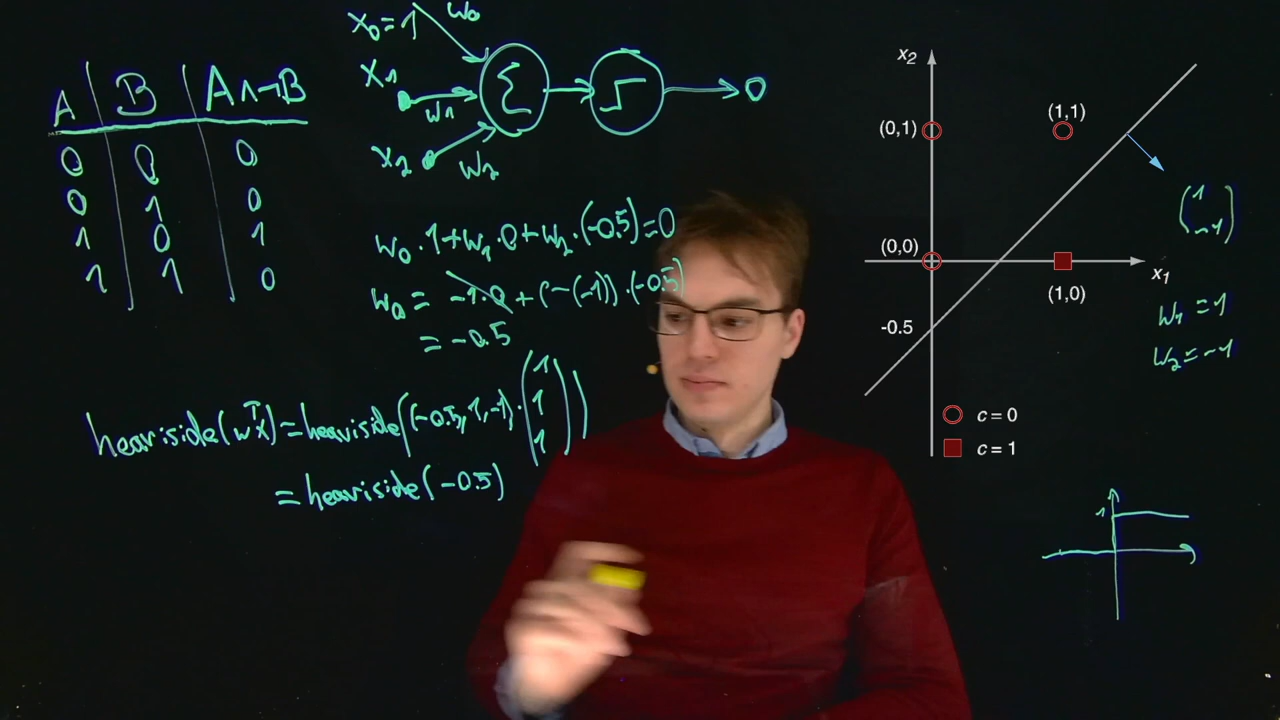 A B A∧¬B
0 0 0
0 1 0
1 0 1
1 1 0
x₀=1 w₀
x₁ w₁
x₂ w₂
Σ
0
w₀·1+w₁·0+w₂·(-0.5)=0
w₀ = -1·0+(-(-1))·(-0.5)
= -0.5
heaviside(wᵀx)=heaviside((-0.5,1,-1)·(1 1 1))
=heaviside(-0.5)
x₂
(0,1)
(1,1)
(0,0)
x₁
(1,0)
-0.5
c = 0
c = 1
(1 -1)
w₁ = 1
w₂ = -1
1